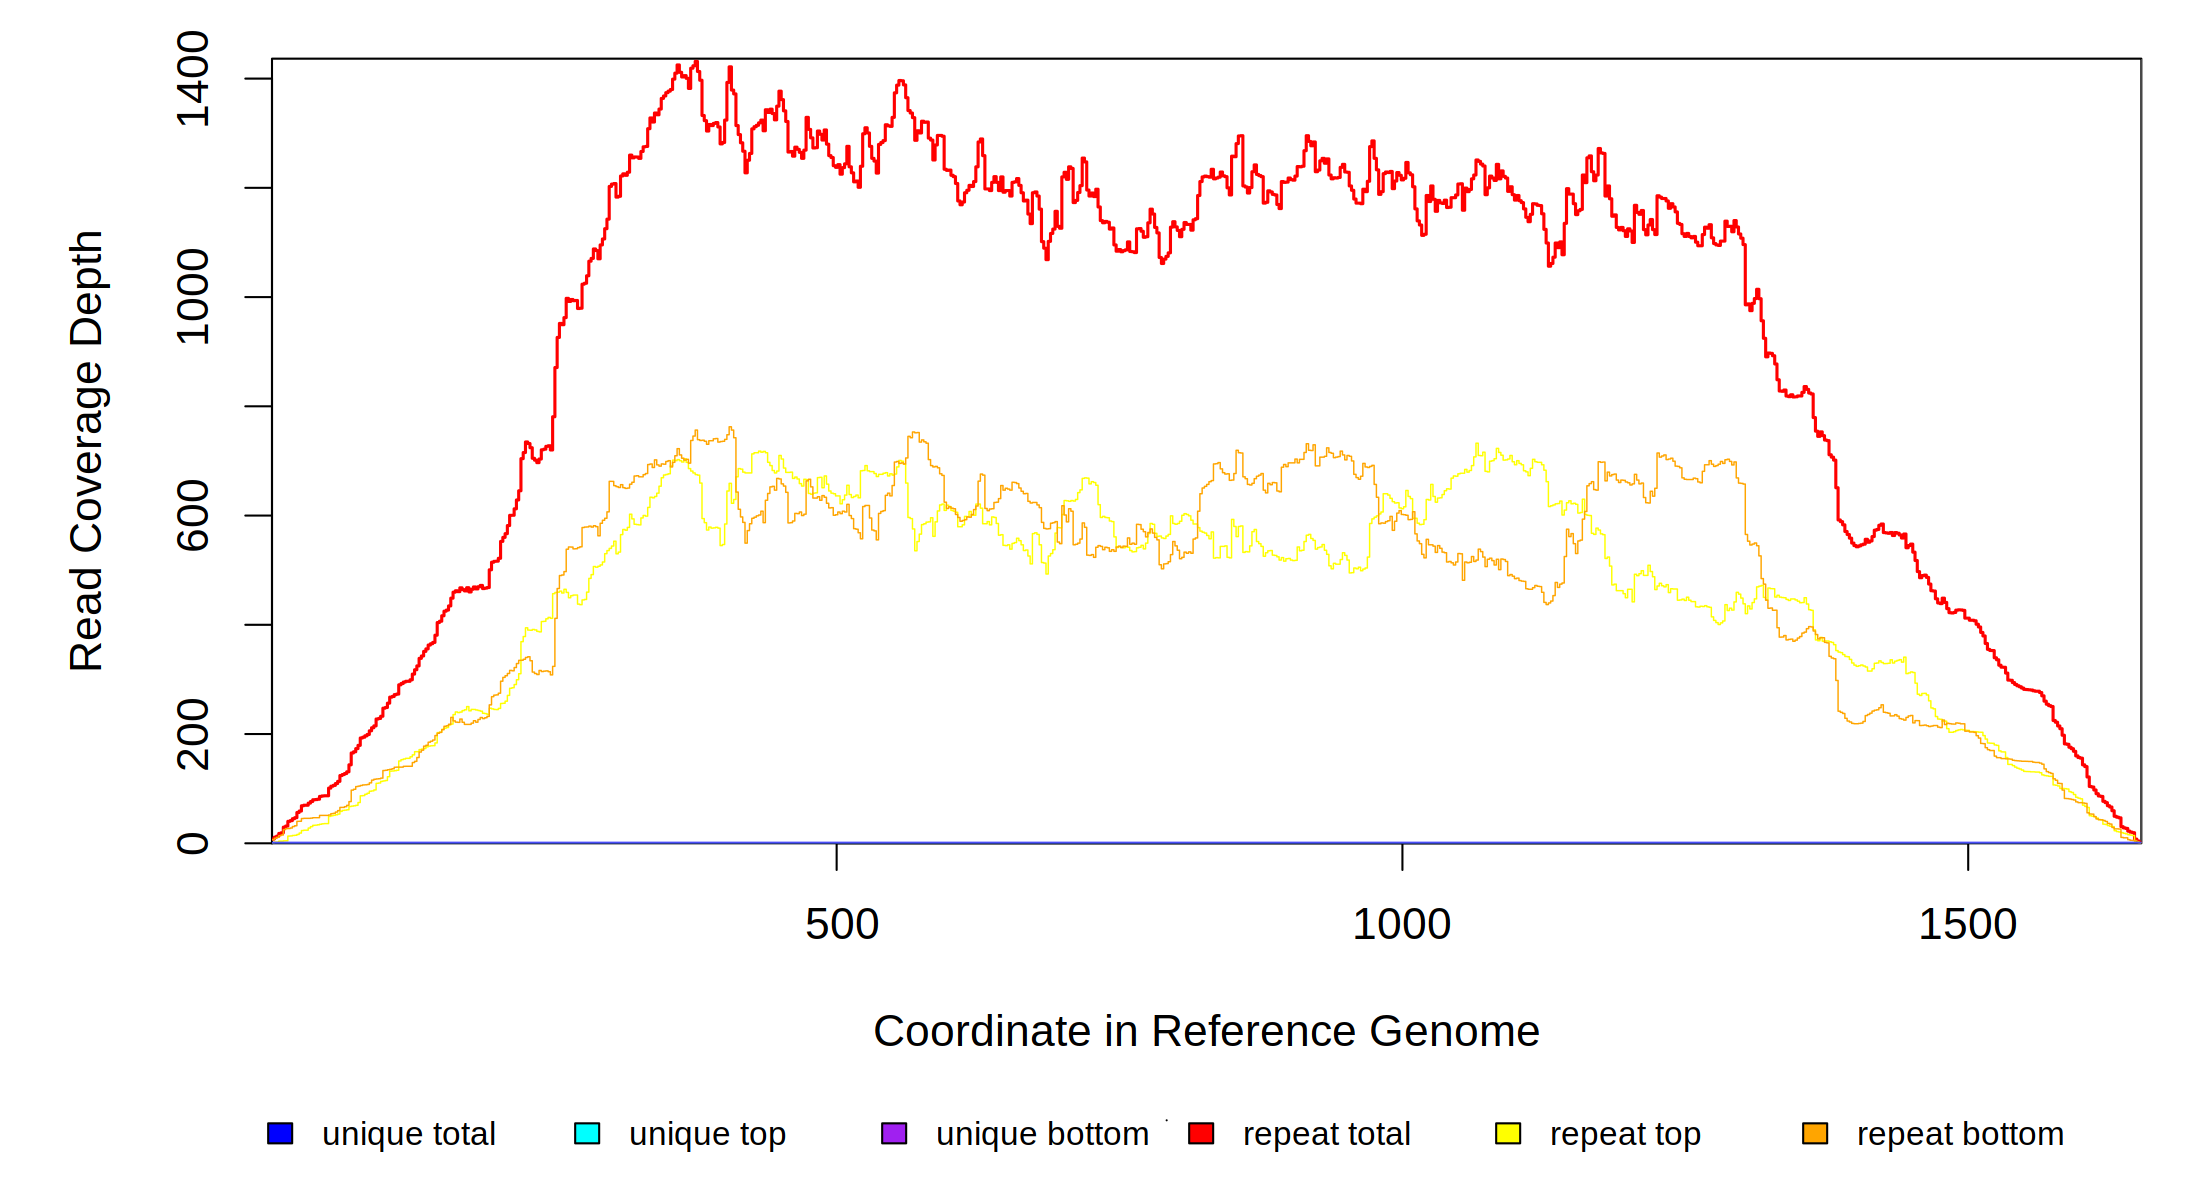 1400
1000
600
200
0
Read Coverage Depth
500 1000 1500
Coordinate in Reference Genome
unique total unique top unique bottom repeat total repeat top repeat bottom